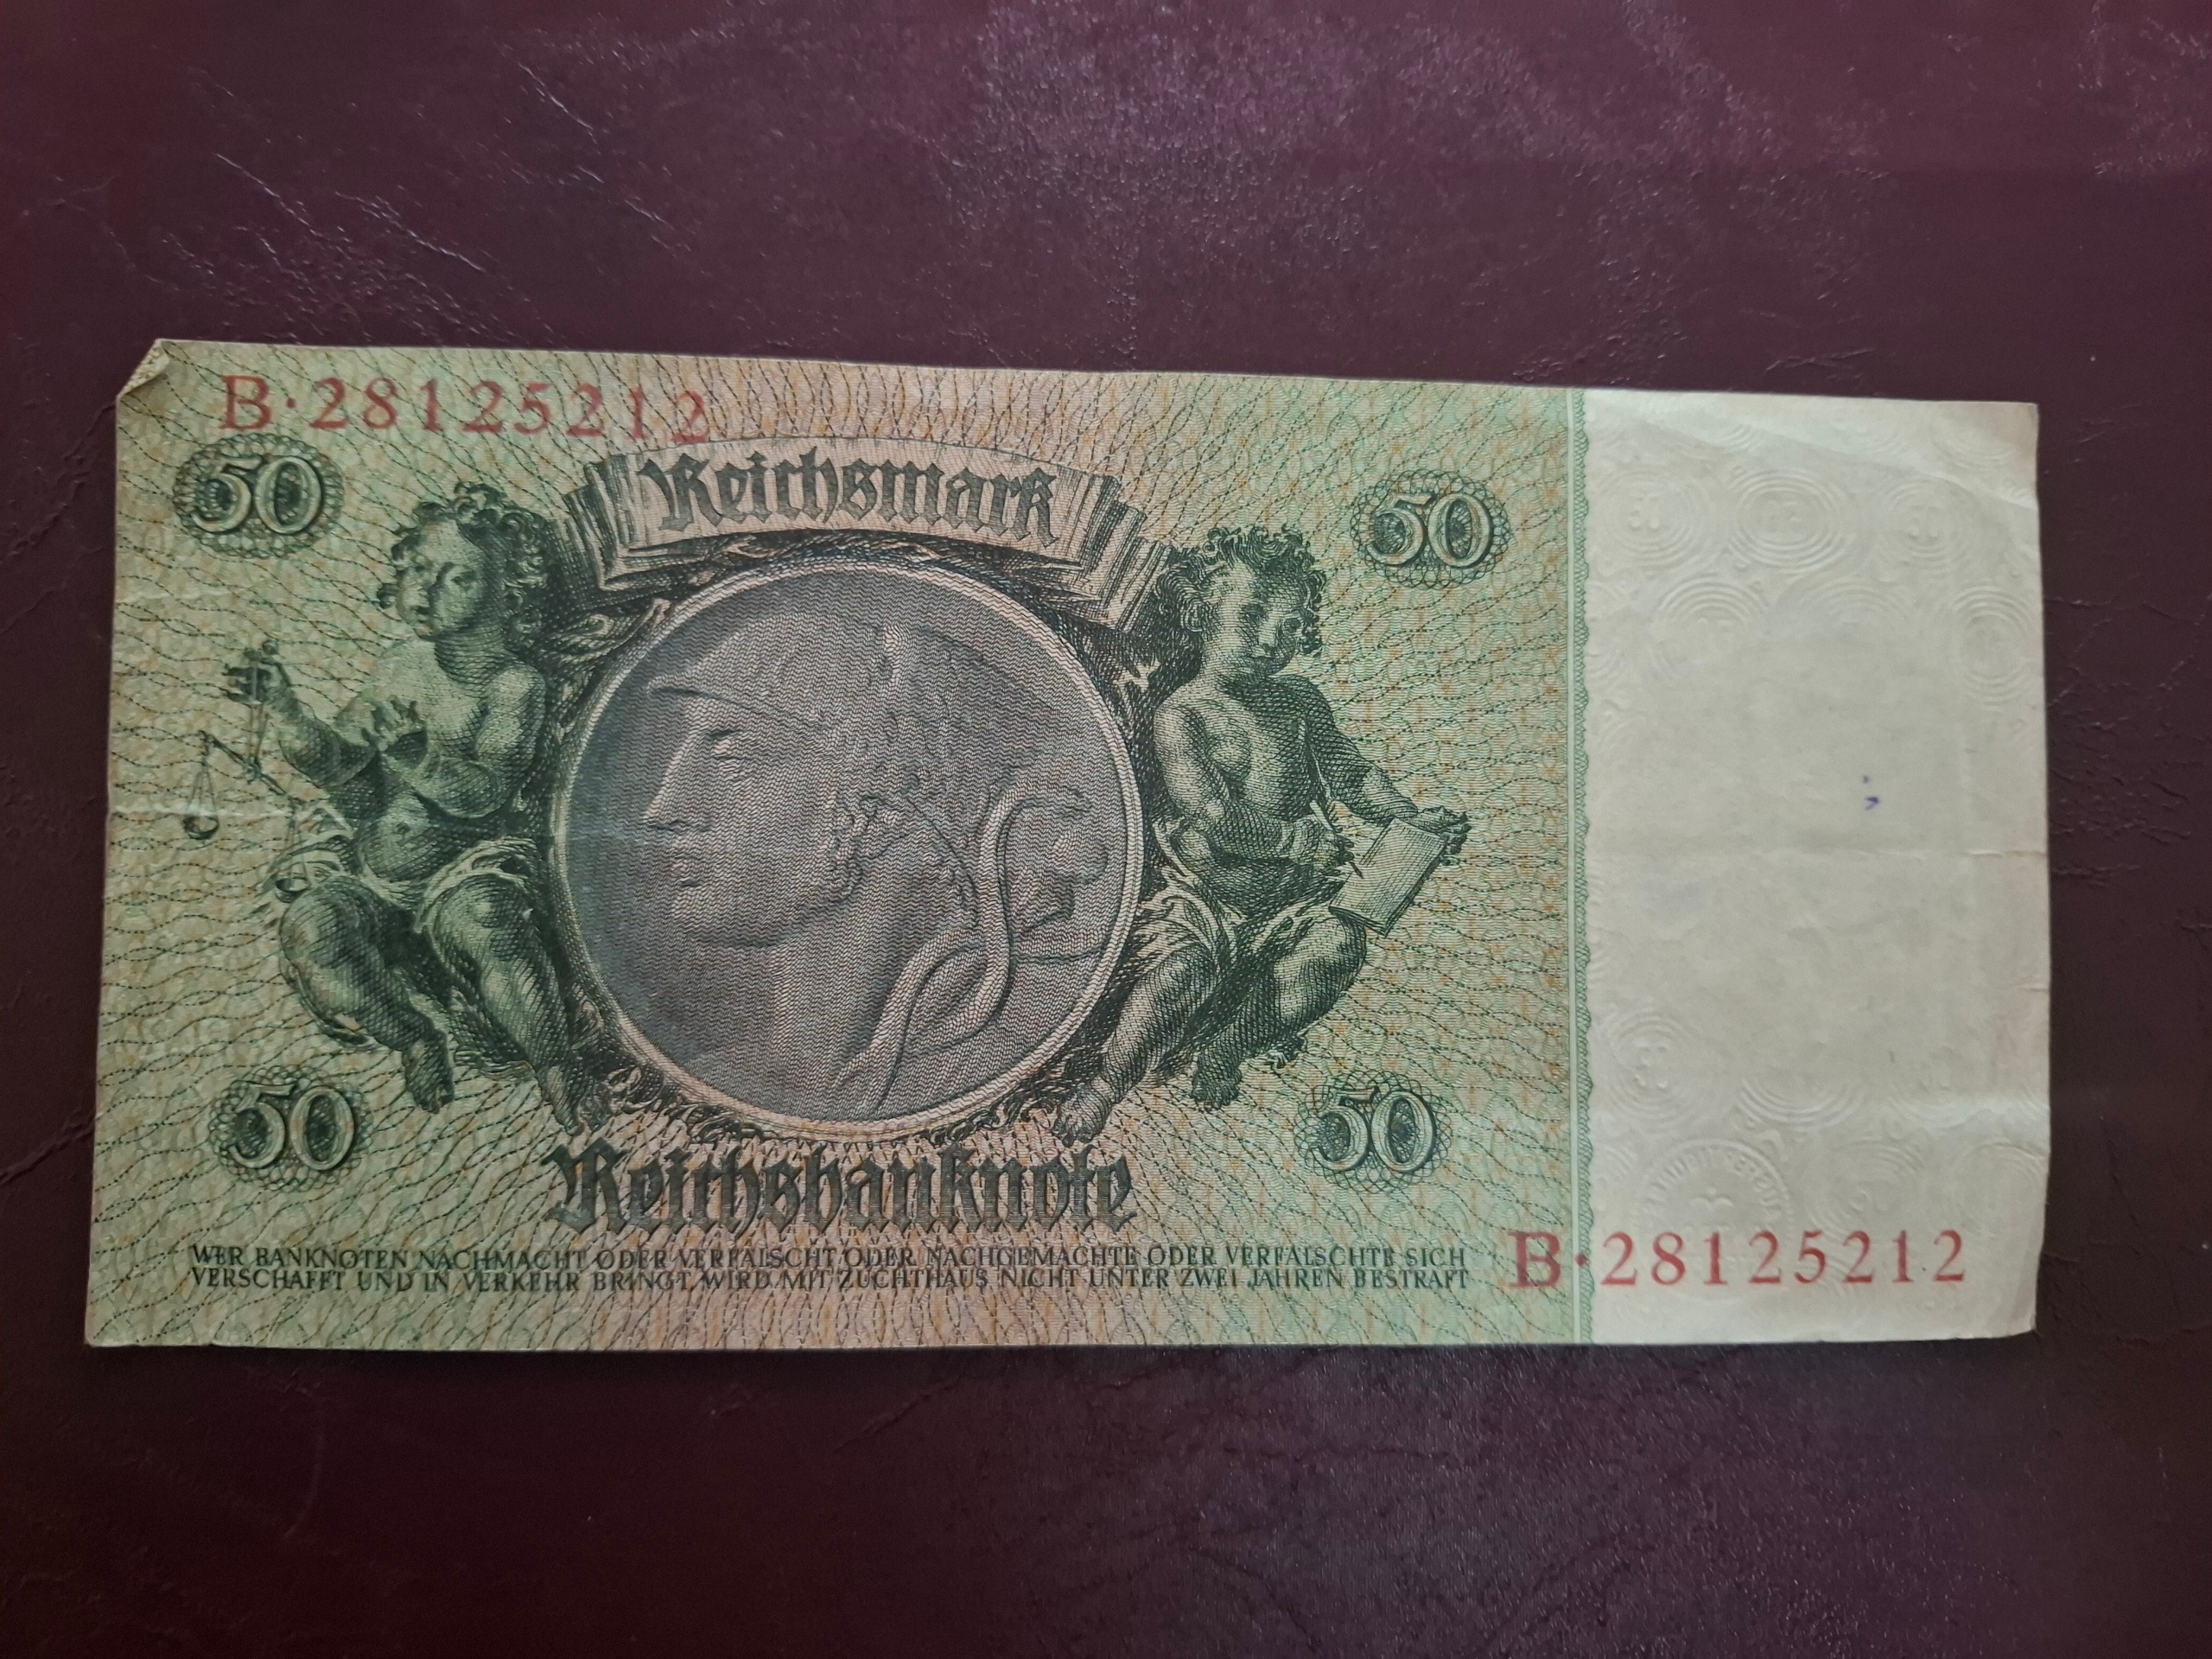 B·28125212
50
Reichsmark
50
50
50
Reichsbanknote
WER BANKNOTEN NACHMACHT ODER VERFÄLSCHT ODER NACHGEMACHTE ODER VERFÄLSCHTE SICH
VERSCHAFFT UND IN VERKEHR BRINGT, WIRD MIT ZUCHTHAUS NICHT UNTER ZWEI JAHREN BESTRAFT
B·28125212